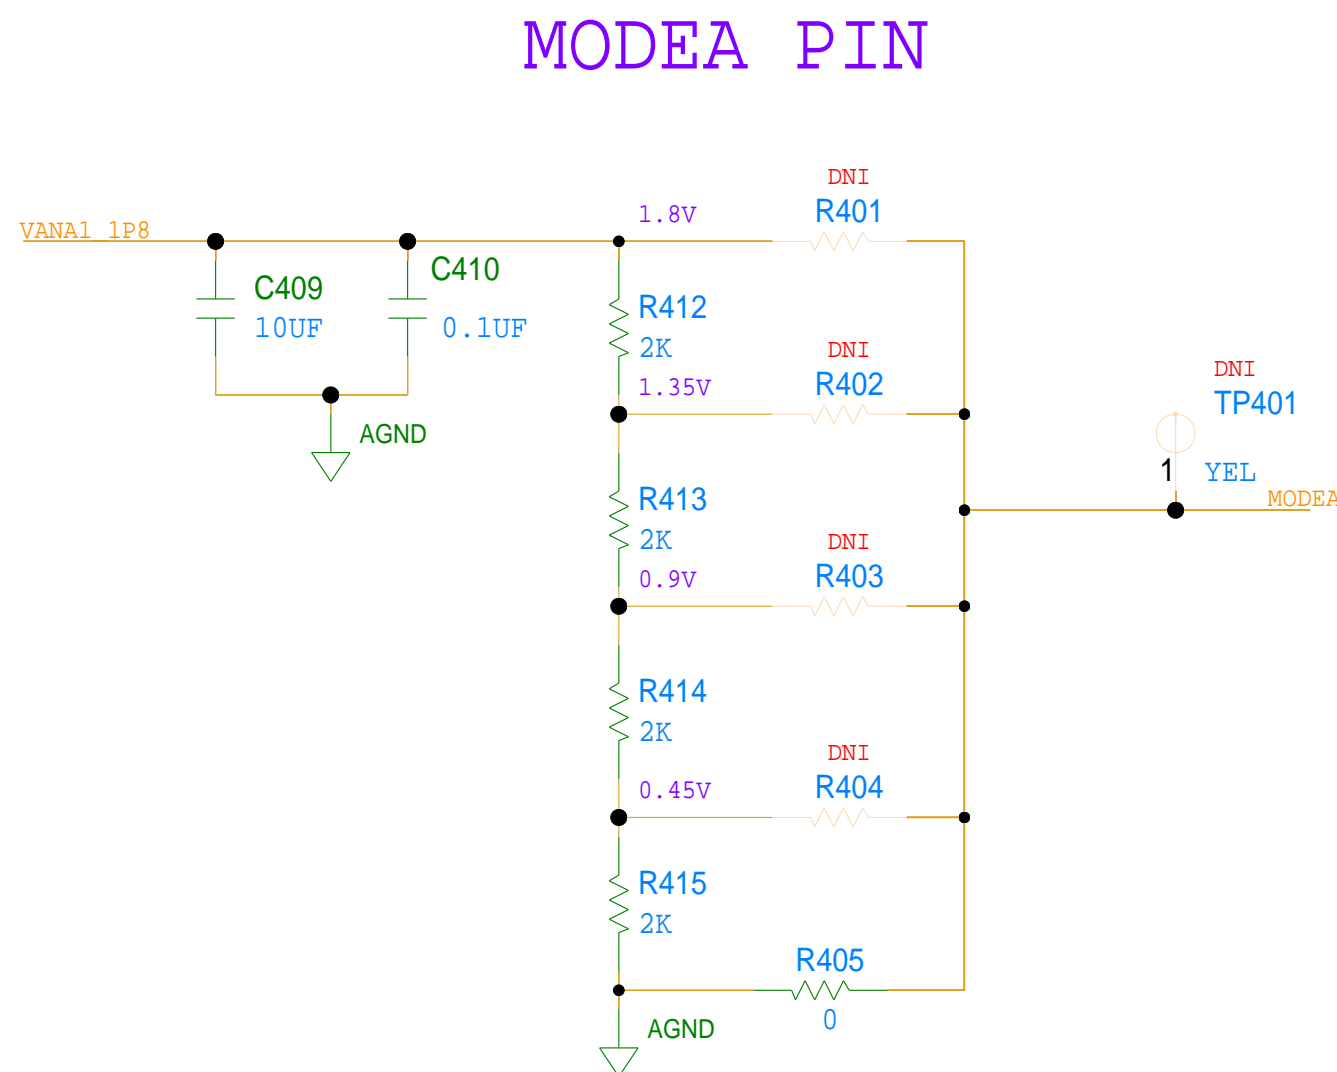 MODEA PIN
DNI
1.8V
R401
VANA1_1P8
C410
C409
R412
10UF
0.1UF
2K
DNI
1.35V
R402
DNI
TP401
AGND
1
YEL
R413
MODEA
2K
DNI
0.9V
R403
R414
2K
DNI
0.45V
R404
R415
2K
R405
0
AGND